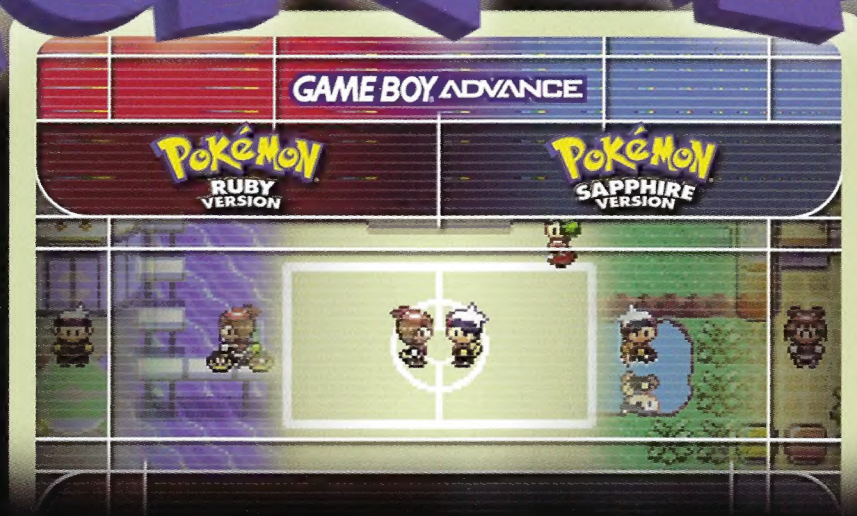 GAME BOY ADVANCE
POKéMON
RUBY
VERSION
POKéMON
SAPPHIRE
VERSION